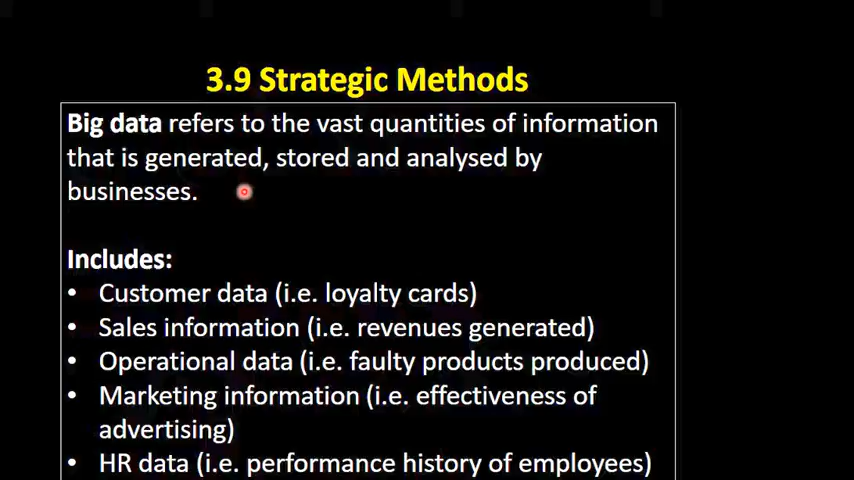 3.9 Strategic Methods
Big data refers to the vast quantities of information
that is generated, stored and analysed by
businesses.
Includes:
• Customer data (i.e. loyalty cards)
• Sales information (i.e. revenues generated)
• Operational data (i.e. faulty products produced)
• Marketing information (i.e. effectiveness of
advertising)
• HR data (i.e. performance history of employees)